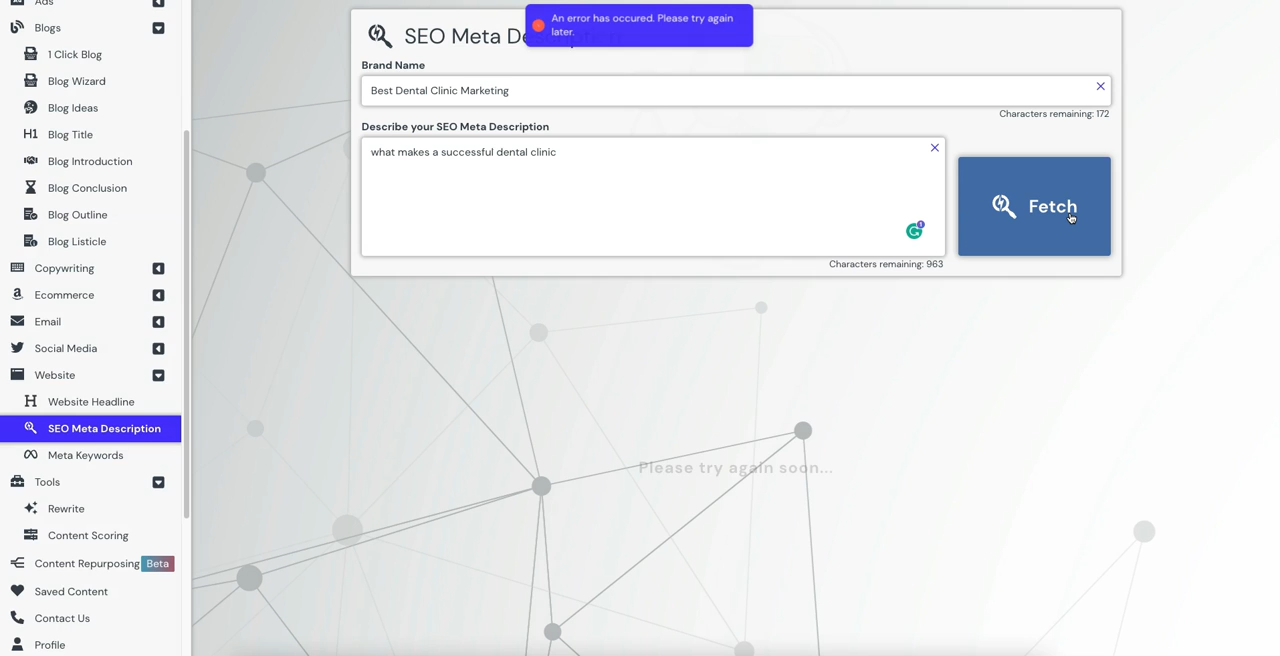 Ads
Blogs
1 Click Blog
Blog Wizard
Blog Ideas
H1 Blog Title
Blog Introduction
Blog Conclusion
Blog Outline
Blog Listicle
Copywriting
Ecommerce
Email
Social Media
Website
Website Headline
SEO Meta Description
Meta Keywords
Tools
Rewrite
Content Scoring
Content Repurposing Beta
Saved Content
Contact Us
Profile
An error has occured. Please try again
later.
SEO Meta Description
Brand Name
Best Dental Clinic Marketing
Characters remaining: 172
Describe your SEO Meta Description
what makes a successful dental clinic
1
Fetch
Characters remaining: 963
Please try again soon...